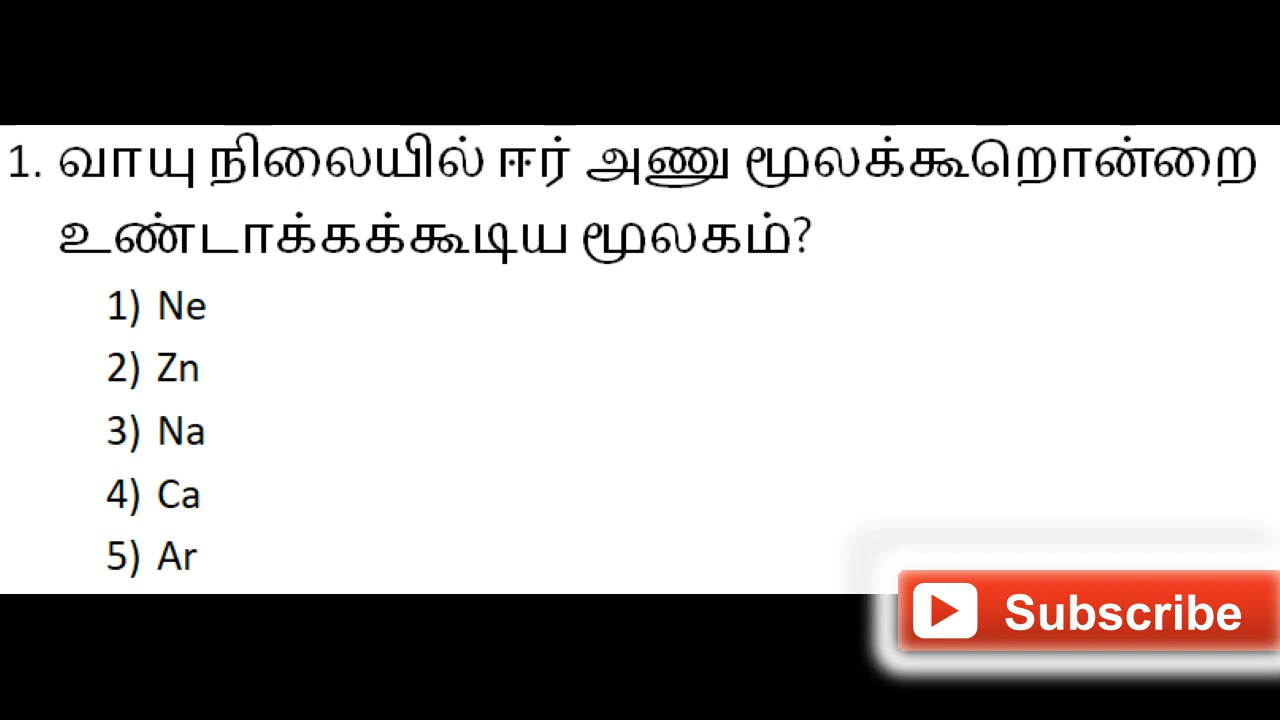 1. வாயு நிலையில் ஈர் அணு மூலக்கூறொன்றை
உண்டாக்கக்கூடிய மூலகம்?
1) Ne
2) Zn
3) Na
4) Ca
5) Ar
Subscribe